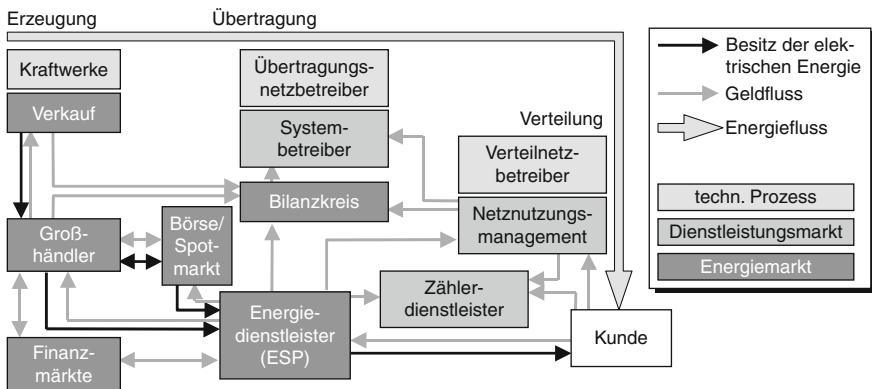 Erzeugung
Übertragung
Kraftwerke
Verkauf
Übertragungs-
netzbetreiber
System-
betreiber
Verteilung
Verteilnetz-
betreiber
Bilanzkreis
Netznutzungs-
management
Groß-
händler
Börse/
Spot-
markt
Zähler-
dienstleister
Energie-
dienstleister
(ESP)
Kunde
Finanz-
märkte
Besitz der elek-
trischen Energie
Geldfluss
Energiefluss
techn. Prozess
Dienstleistungsmarkt
Energiemarkt